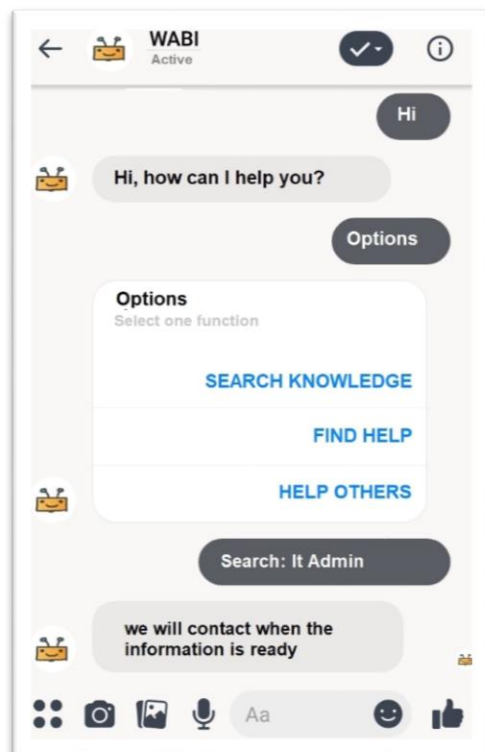 WABI
Active
Hi
Hi, how can I help you?
Options
Options
Select one function
SEARCH KNOWLEDGE
FIND HELP
HELP OTHERS
Search: It Admin
we will contact when the
information is ready
Aa